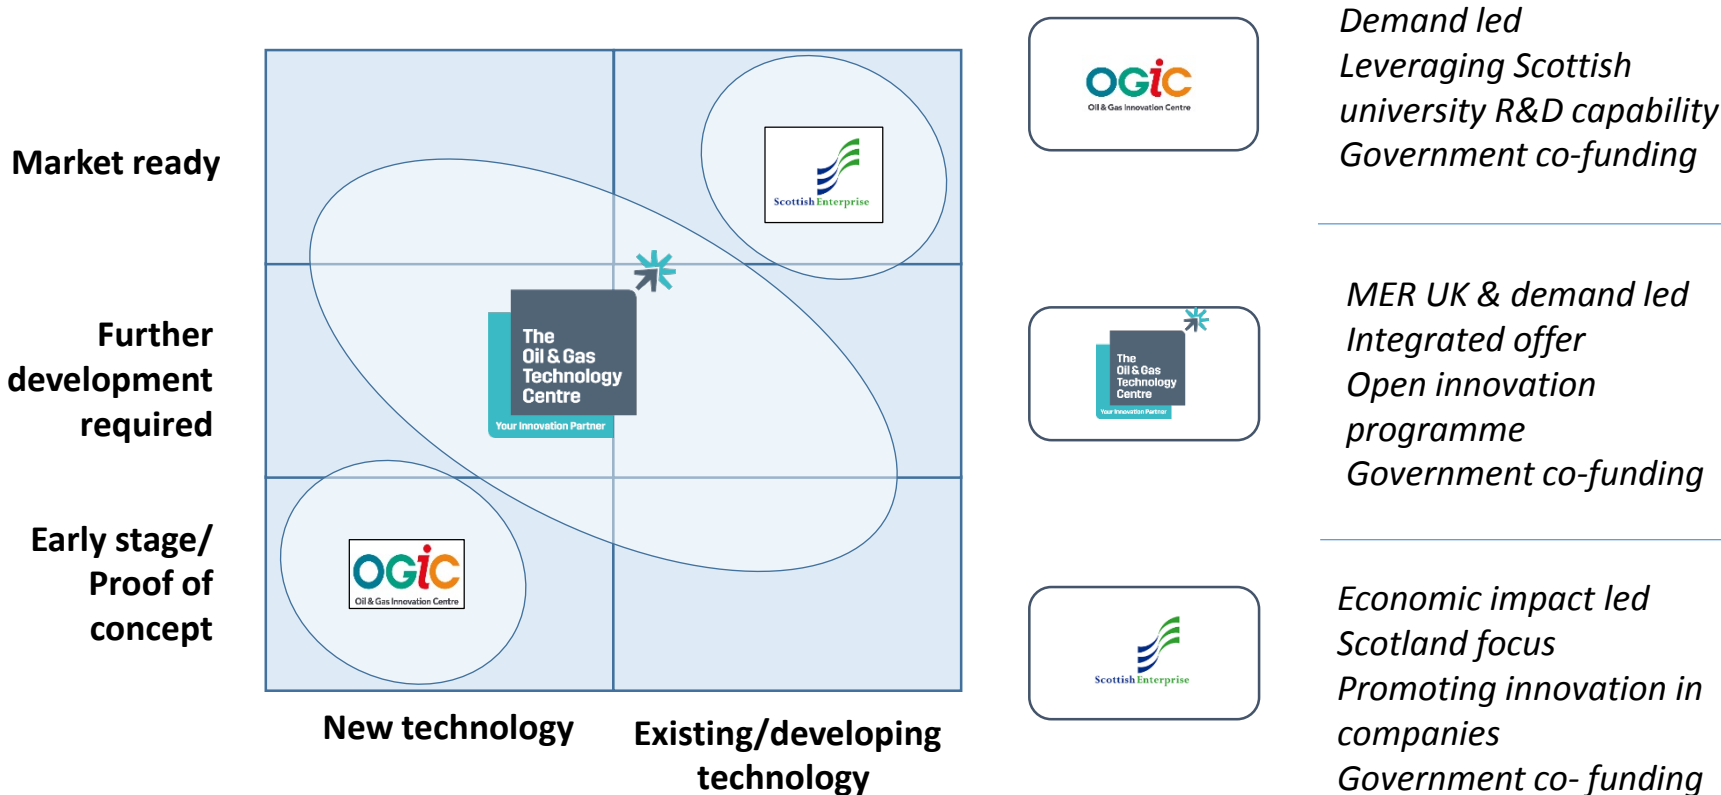 Market ready
Further
development
required
Early stage/
Proof of
concept
Scottish Enterprise
The
Oil & Gas
Technology
Centre
Your Innovation Partner
OGiC
Oil & Gas Innovation Centre
New technology
Existing/developing
technology
OGiC
Oil & Gas Innovation Centre
Demand led
Leveraging Scottish
university R&D capability
Government co-funding
The
Oil & Gas
Technology
Centre
Your Innovation Partner
MER UK & demand led
Integrated offer
Open innovation
programme
Government co-funding
Scottish Enterprise
Economic impact led
Scotland focus
Promoting innovation in
companies
Government co- funding